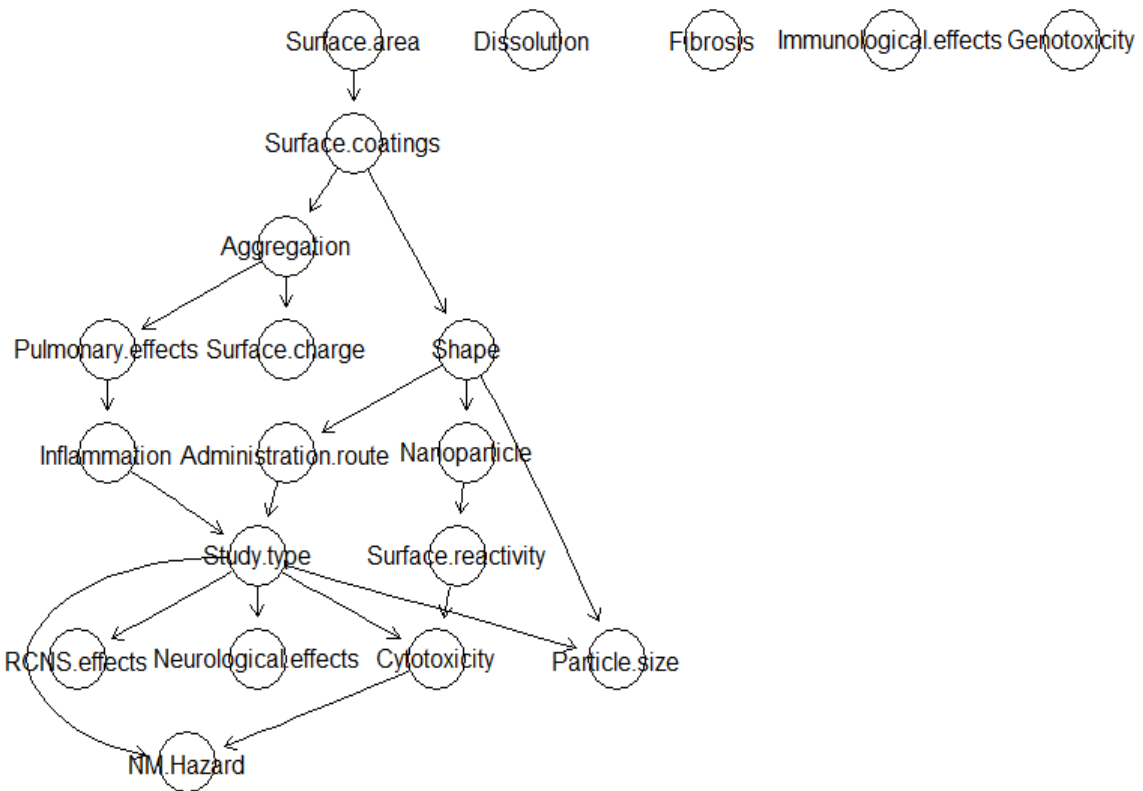 Surface.area
Dissolution
Fibrosis
Immunological.effects
Genotoxicity
Surface.coatings
Aggregation
Pulmonary.effects
Surface.charge
Shape
Inflammation
Administration.route
Nanoparticle
Study.type
Surface.reactivity
RCNS.effects
Neurological.effects
Cytotoxicity
Particle.size
NM.Hazard